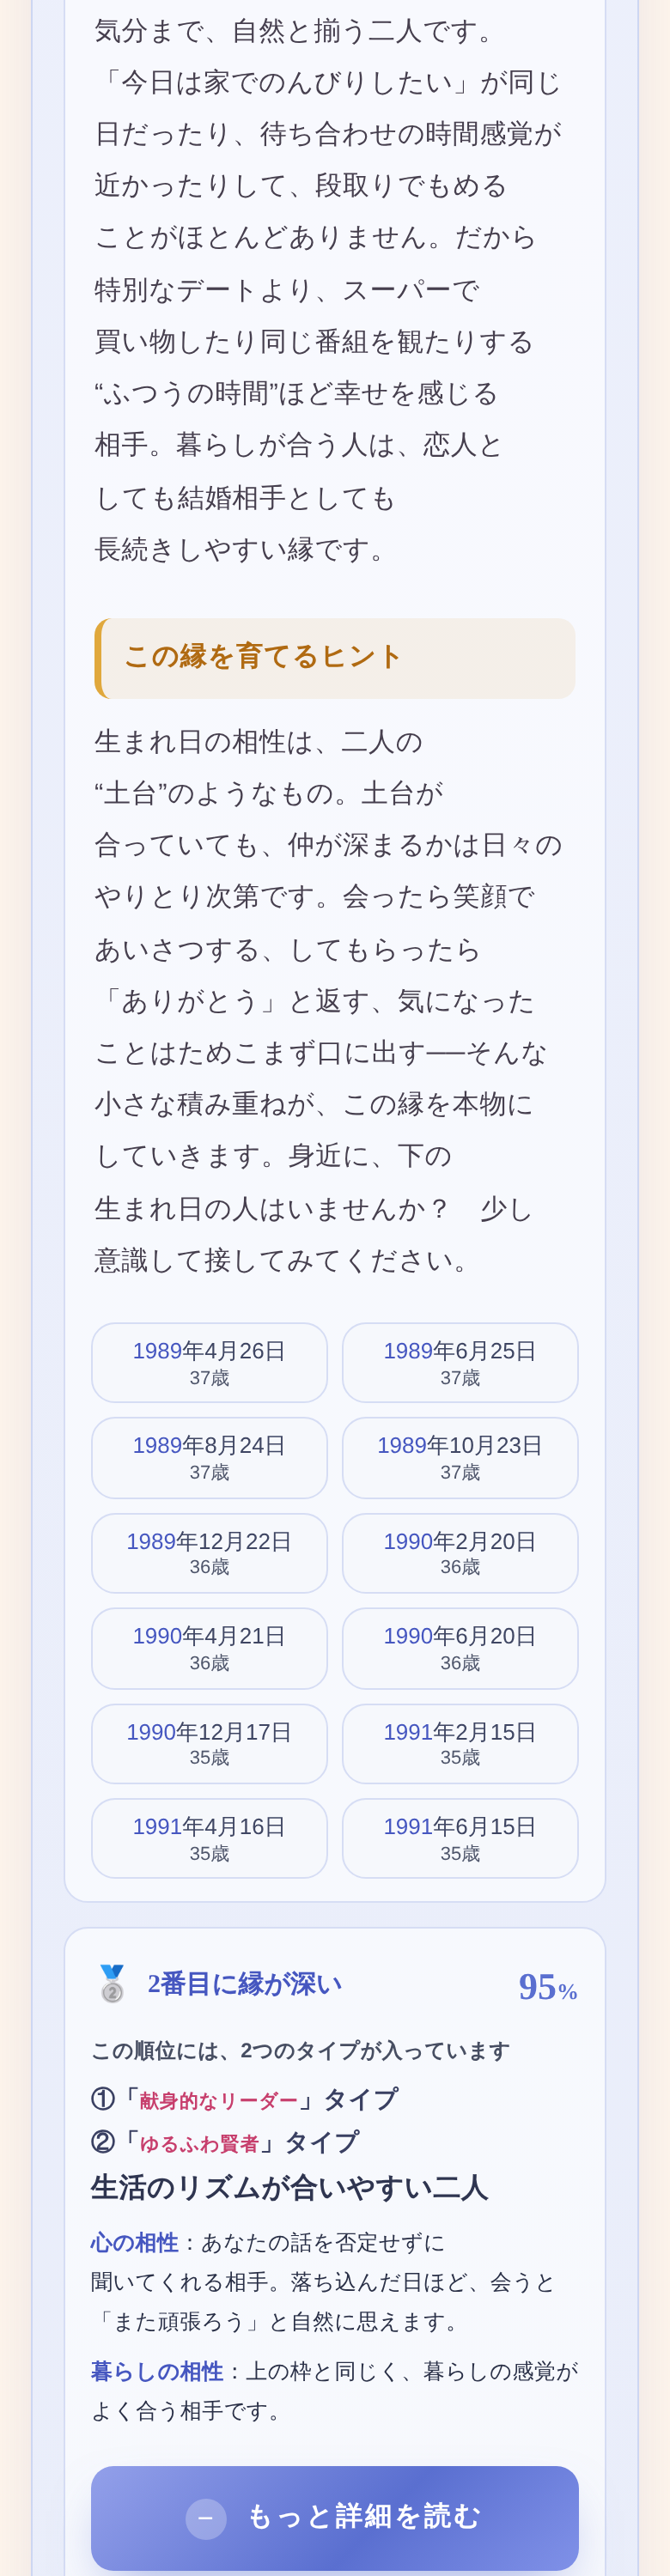 気分まで、自然と揃う二人です。
「今日は家でのんびりしたい」が同じ
日だったり、待ち合わせの時間感覚が
近かったりして、段取りでもめる
ことがほとんどありません。だから
特別なデートより、スーパーで
買い物したり同じ番組を観たりする
“ふつうの時間”ほど幸せを感じる
相手。暮らしが合う人は、恋人と
しても結婚相手としても
長続きしやすい縁です。
この縁を育てるヒント
生まれ日の相性は、二人の
“土台”のようなもの。土台が
合っていても、仲が深まるかは日々の
やりとり次第です。会ったら笑顔で
あいさつする、してもらったら
「ありがとう」と返す、気になった
ことはためこまず口に出す──そんな
小さな積み重ねが、この縁を本物に
していきます。身近に、下の
生まれ日の人はいませんか？　少し
意識して接してみてください。
1989年4月26日
37歳
1989年6月25日
37歳
1989年8月24日
37歳
1989年10月23日
37歳
1989年12月22日
36歳
1990年2月20日
36歳
1990年4月21日
36歳
1990年6月20日
36歳
1990年12月17日
35歳
1991年2月15日
35歳
1991年4月16日
35歳
1991年6月15日
35歳
2 2番目に縁が深い 95%
この順位には、2つのタイプが入っています
①「献身的なリーダー」タイプ
②「ゆるふわ賢者」タイプ
生活のリズムが合いやすい二人
心の相性：あなたの話を否定せずに
聞いてくれる相手。落ち込んだ日ほど、会うと
「また頑張ろう」と自然に思えます。
暮らしの相性：上の枠と同じく、暮らしの感覚が
よく合う相手です。
− もっと詳細を読む